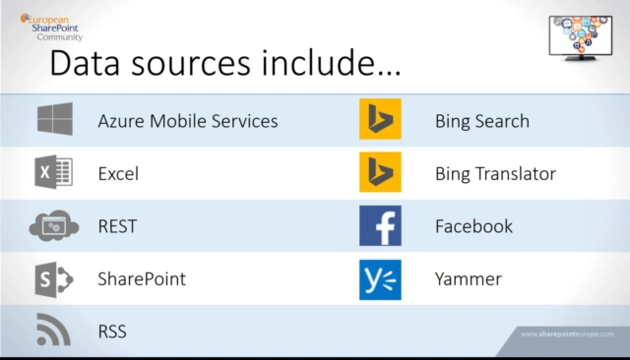 European
SharePoint
Community
Data sources include...
Azure Mobile Services
Bing Search
Excel
Bing Translator
REST
Facebook
SharePoint
Yammer
RSS
www.sharepointeurope.com